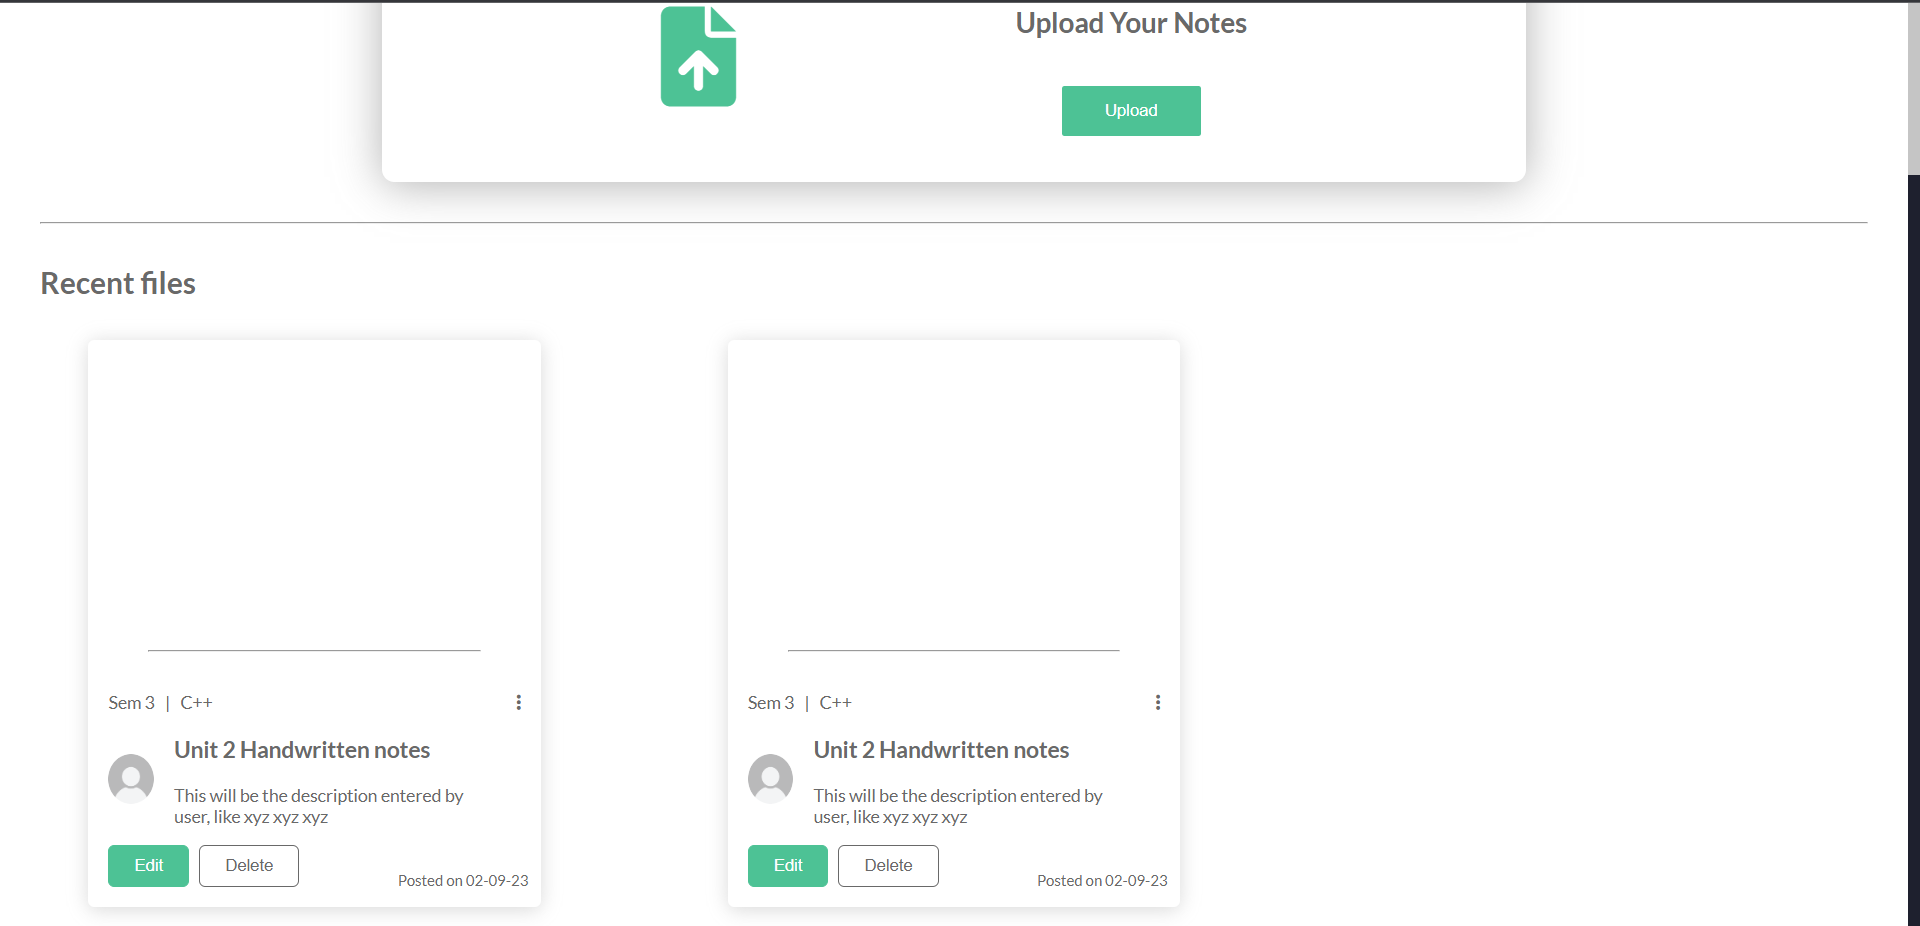 Upload Your Notes
Upload
Recent files
Sem 3 | C++
Unit 2 Handwritten notes
This will be the description entered by
user, like xyz xyz xyz
Edit
Delete
Posted on 02-09-23
Sem 3 | C++
Unit 2 Handwritten notes
This will be the description entered by
user, like xyz xyz xyz
Edit
Delete
Posted on 02-09-23